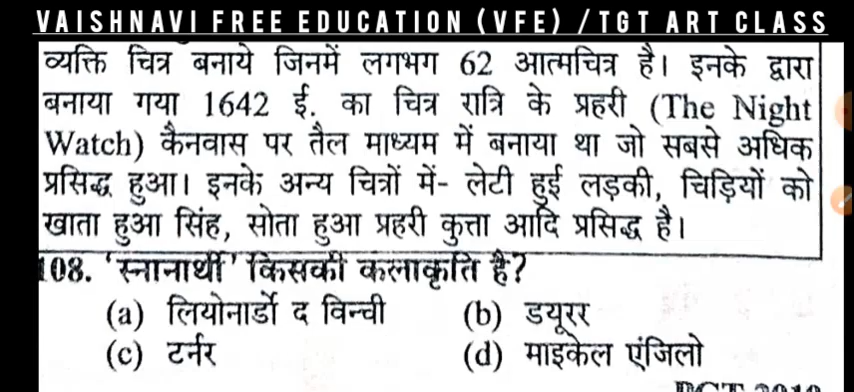 VAISHNAVI FREE EDUCATION (VFE) / TGT ART CLASS
व्यक्ति चित्र बनाये जिनमें लगभग 62 आत्मचित्र है। इनके द्वारा
बनाया गया 1642 ई. का चित्र रात्रि के प्रहरी (The Night
Watch) कैनवास पर तैल माध्यम में बनाया था जो सबसे अधिक
प्रसिद्ध हुआ। इनके अन्य चित्रों में- लेटी हुई लड़की, चिड़ियों को
खाता हुआ सिंह, सोता हुआ प्रहरी कुत्ता आदि प्रसिद्ध है।
108. 'स्नानार्थी' किसकी कलाकृति है?
(a) लियोनार्डो द विन्ची (b) डयूरर
(c) टर्नर (d) माइकेल एंजिलो